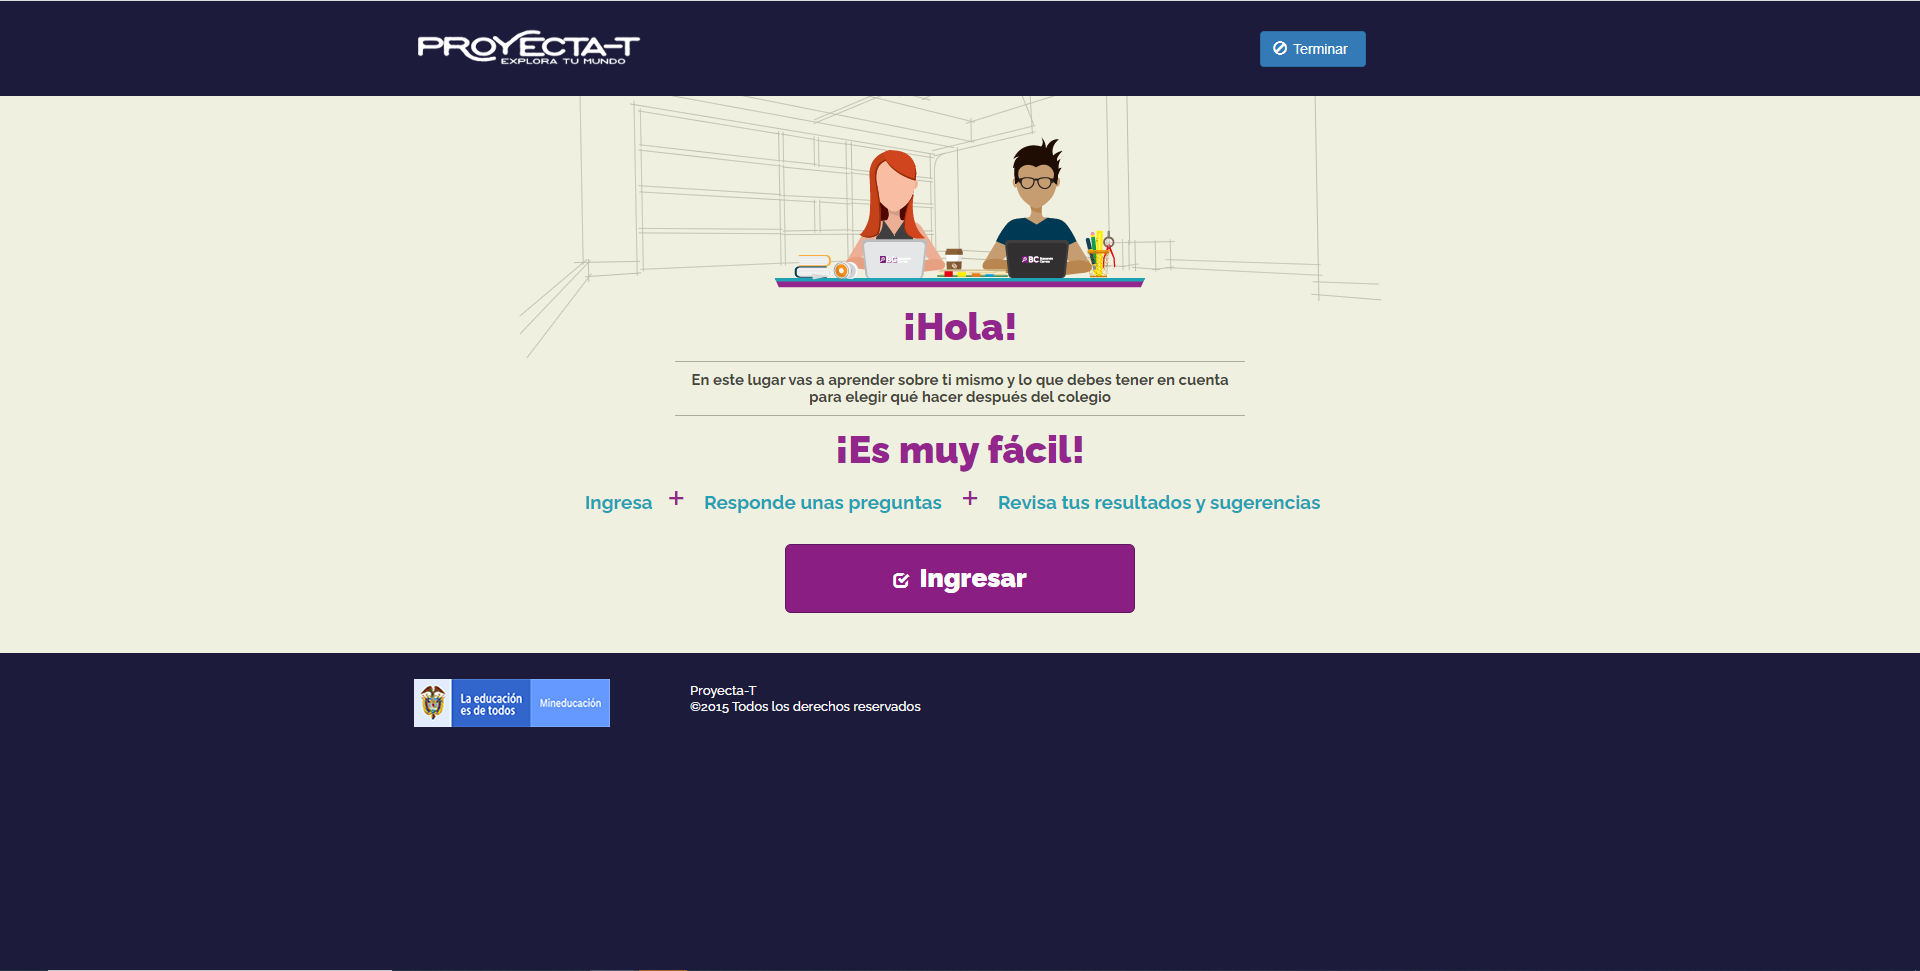 PROYECTA-T
EXPLORA TU MUNDO
Terminar
BC
BC
¡Hola!
En este lugar vas a aprender sobre ti mismo y lo que debes tener en cuenta
para elegir qué hacer después del colegio
¡Es muy fácil!
Ingresa + Responde unas preguntas + Revisa tus resultados y sugerencias
Ingresar
La educación
es de todos
Mineducación
Proyecta-T
©2015 Todos los derechos reservados